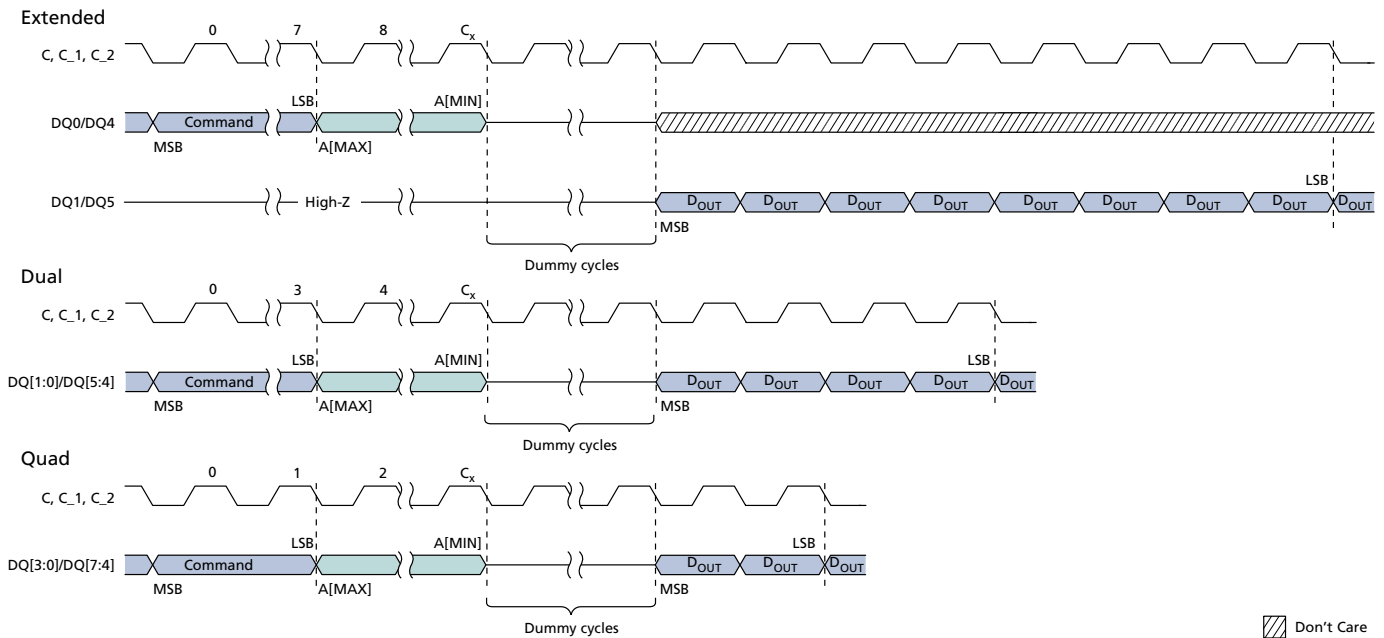 Extended
0 7 8 Cx
C, C_1, C_2
LSB A[MIN]
DQ0/DQ4 Command
MSB A[MAX]
LSB
DQ1/DQ5 High-Z DOUT DOUT DOUT DOUT DOUT DOUT DOUT DOUT DOUT
MSB
Dummy cycles
Dual
0 3 4 Cx
C, C_1, C_2
LSB A[MIN] LSB
DQ[1:0]/DQ[5:4] Command DOUT DOUT DOUT DOUT DOUT
MSB A[MAX] MSB
Dummy cycles
Quad
0 1 2 Cx
C, C_1, C_2
LSB A[MIN] LSB
DQ[3:0]/DQ[7:4] Command DOUT DOUT DOUT
MSB A[MAX] MSB
Dummy cycles
Don't Care